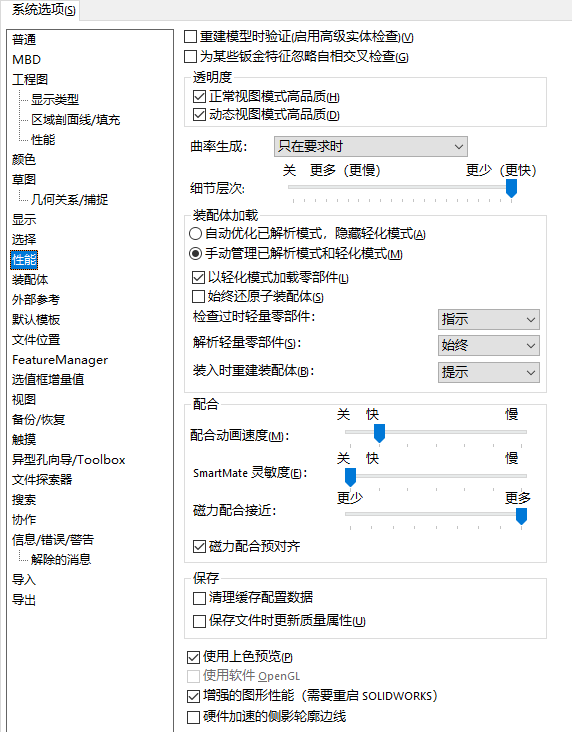 系统选项(S)
普通
MBD
工程图
显示类型
区域剖面线/填充
性能
颜色
草图
几何关系/捕捉
显示
选择
性能
装配体
外部参考
默认模板
文件位置
FeatureManager
选值框增量值
视图
备份/恢复
触摸
异型孔向导/Toolbox
文件探索器
搜索
协作
信息/错误/警告
解除的消息
导入
导出
重建模型时验证(启用高级实体检查)(V)
为某些钣金特征忽略自相交叉检查(G)
透明度
正常视图模式高品质(H)
动态视图模式高品质(D)
曲率生成: 只在要求时
关 更多（更慢） 更少（更快）
细节层次:
装配体加载
自动优化已解析模式，隐藏轻化模式(A)
手动管理已解析模式和轻化模式(M)
以轻化模式加载零部件(L)
始终还原子装配体(S)
检查过时轻量零部件: 指示
解析轻量零部件(S): 始终
装入时重建装配体(B): 提示
配合
关 快 慢
配合动画速度(M):
关 快 慢
SmartMate 灵敏度(E):
更少 更多
磁力配合接近:
磁力配合预对齐
保存
清理缓存配置数据
保存文件时更新质量属性(U)
使用上色预览(P)
使用软件 OpenGL
增强的图形性能（需要重启 SOLIDWORKS）
硬件加速的侧影轮廓边线